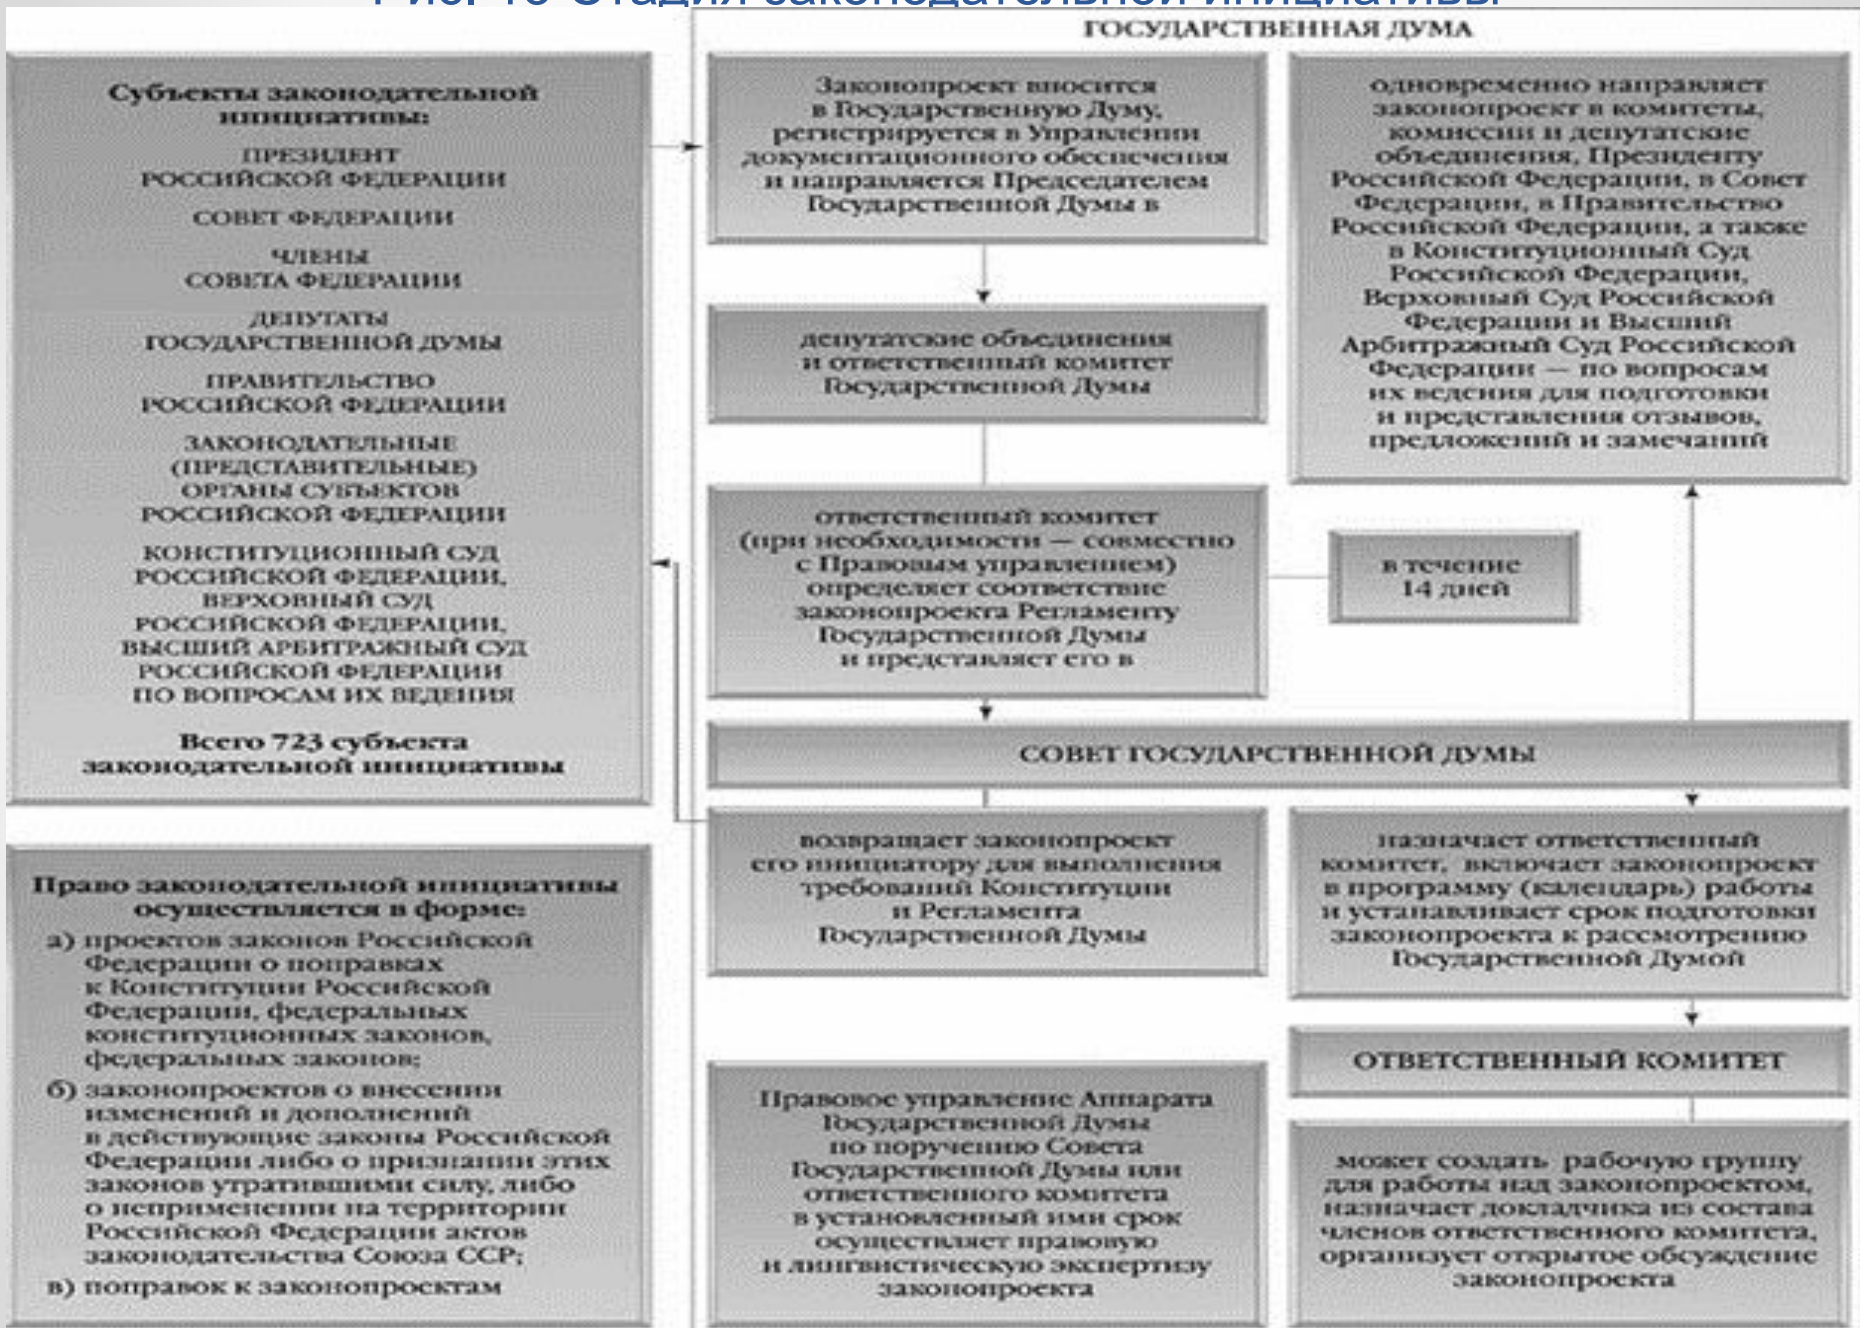 Рис. 16 Стадия законодательной инициативы
Субъекты законодательной
инициативы:
ПРЕЗИДЕНТ
РОССИЙСКОЙ ФЕДЕРАЦИИ
СОВЕТ ФЕДЕРАЦИИ
ЧЛЕНЫ
СОВЕТА ФЕДЕРАЦИИ
ДЕПУТАТЫ
ГОСУДАРСТВЕННОЙ ДУМЫ
ПРАВИТЕЛЬСТВО
РОССИЙСКОЙ ФЕДЕРАЦИИ
ЗАКОНОДАТЕЛЬНЫЕ
(ПРЕДСТАВИТЕЛЬНЫЕ)
ОРГАНЫ СУБЪЕКТОВ
РОССИЙСКОЙ ФЕДЕРАЦИИ
КОНСТИТУЦИОННЫЙ СУД
РОССИЙСКОЙ ФЕДЕРАЦИИ,
ВЕРХОВНЫЙ СУД
РОССИЙСКОЙ ФЕДЕРАЦИИ,
ВЫСШИЙ АРБИТРАЖНЫЙ СУД
РОССИЙСКОЙ ФЕДЕРАЦИИ
ПО ВОПРОСАМ ИХ ВЕДЕНИЯ
Всего 723 субъекта
законодательной инициативы
Право законодательной инициативы
осуществляется в форме:
а) проектов законов Российской
Федерации о поправках
к Конституции Российской
Федерации, федеральных
конституционных законов,
федеральных законов;
б) законопроектов о внесении
изменений и дополнений
в действующие законы Российской
Федерации либо о признании этих
законов утратившими силу, либо
о неприменении на территории
Российской Федерации актов
законодательства Союза ССР;
в) поправок к законопроектам
ГОСУДАРСТВЕННАЯ ДУМА
Законопроект вносится
в Государственную Думу,
регистрируется в Управлении
документационного обеспечения
и направляется Председателем
Государственной Думы в
депутатские объединения
и ответственный комитет
Государственной Думы
ответственный комитет
(при необходимости — совместно
с Правовым управлением)
определяет соответствие
законопроекта Регламенту
Государственной Думы
и представляет его в
в течение
14 дней
одновременно направляет
законопроект в комитеты,
комиссии и депутатские
объединения, Президенту
Российской Федерации, в Совет
Федерации, в Правительство
Российской Федерации, а также
в Конституционный Суд
Российской Федерации,
Верховный Суд Российской
Федерации и Высший
Арбитражный Суд Российской
Федерации — по вопросам
их ведения для подготовки
и представления отзывов,
предложений и замечаний
СОВЕТ ГОСУДАРСТВЕННОЙ ДУМЫ
возвращает законопроект
его инициатору для выполнения
требований Конституции
и Регламента
Государственной Думы
назначает ответственный
комитет, включает законопроект
в программу (календарь) работы
и устанавливает срок подготовки
законопроекта к рассмотрению
Государственной Думой
ОТВЕТСТВЕННЫЙ КОМИТЕТ
Правовое управление Аппарата
Государственной Думы
по поручению Совета
Государственной Думы или
ответственного комитета
в установленный ими срок
осуществляет правовую
и лингвистическую экспертизу
законопроекта
может создать рабочую группу
для работы над законопроектом,
назначает докладчика из состава
членов ответственного комитета,
организует открытое обсуждение
законопроекта